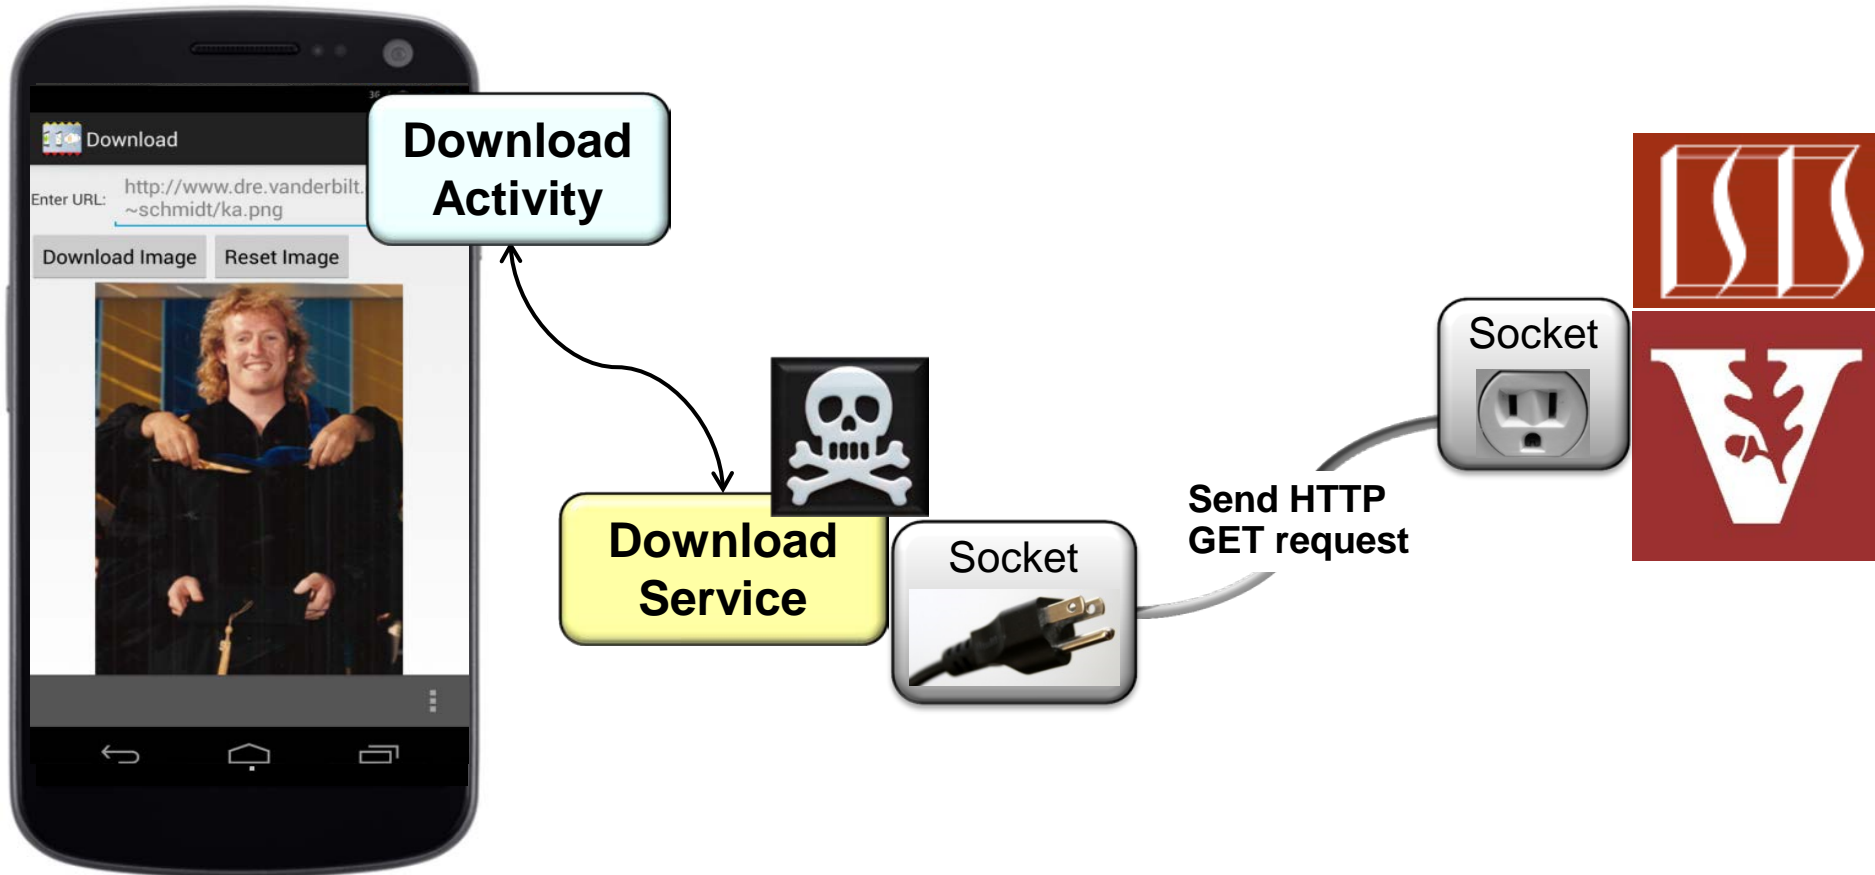 Download
Enter URL:
http://www.dre.vanderbilt.
~schmidt/ka.png
Download Image
Reset Image
Download
Activity
Download
Service
Socket
Send HTTP
GET request
Socket
ISIS
V